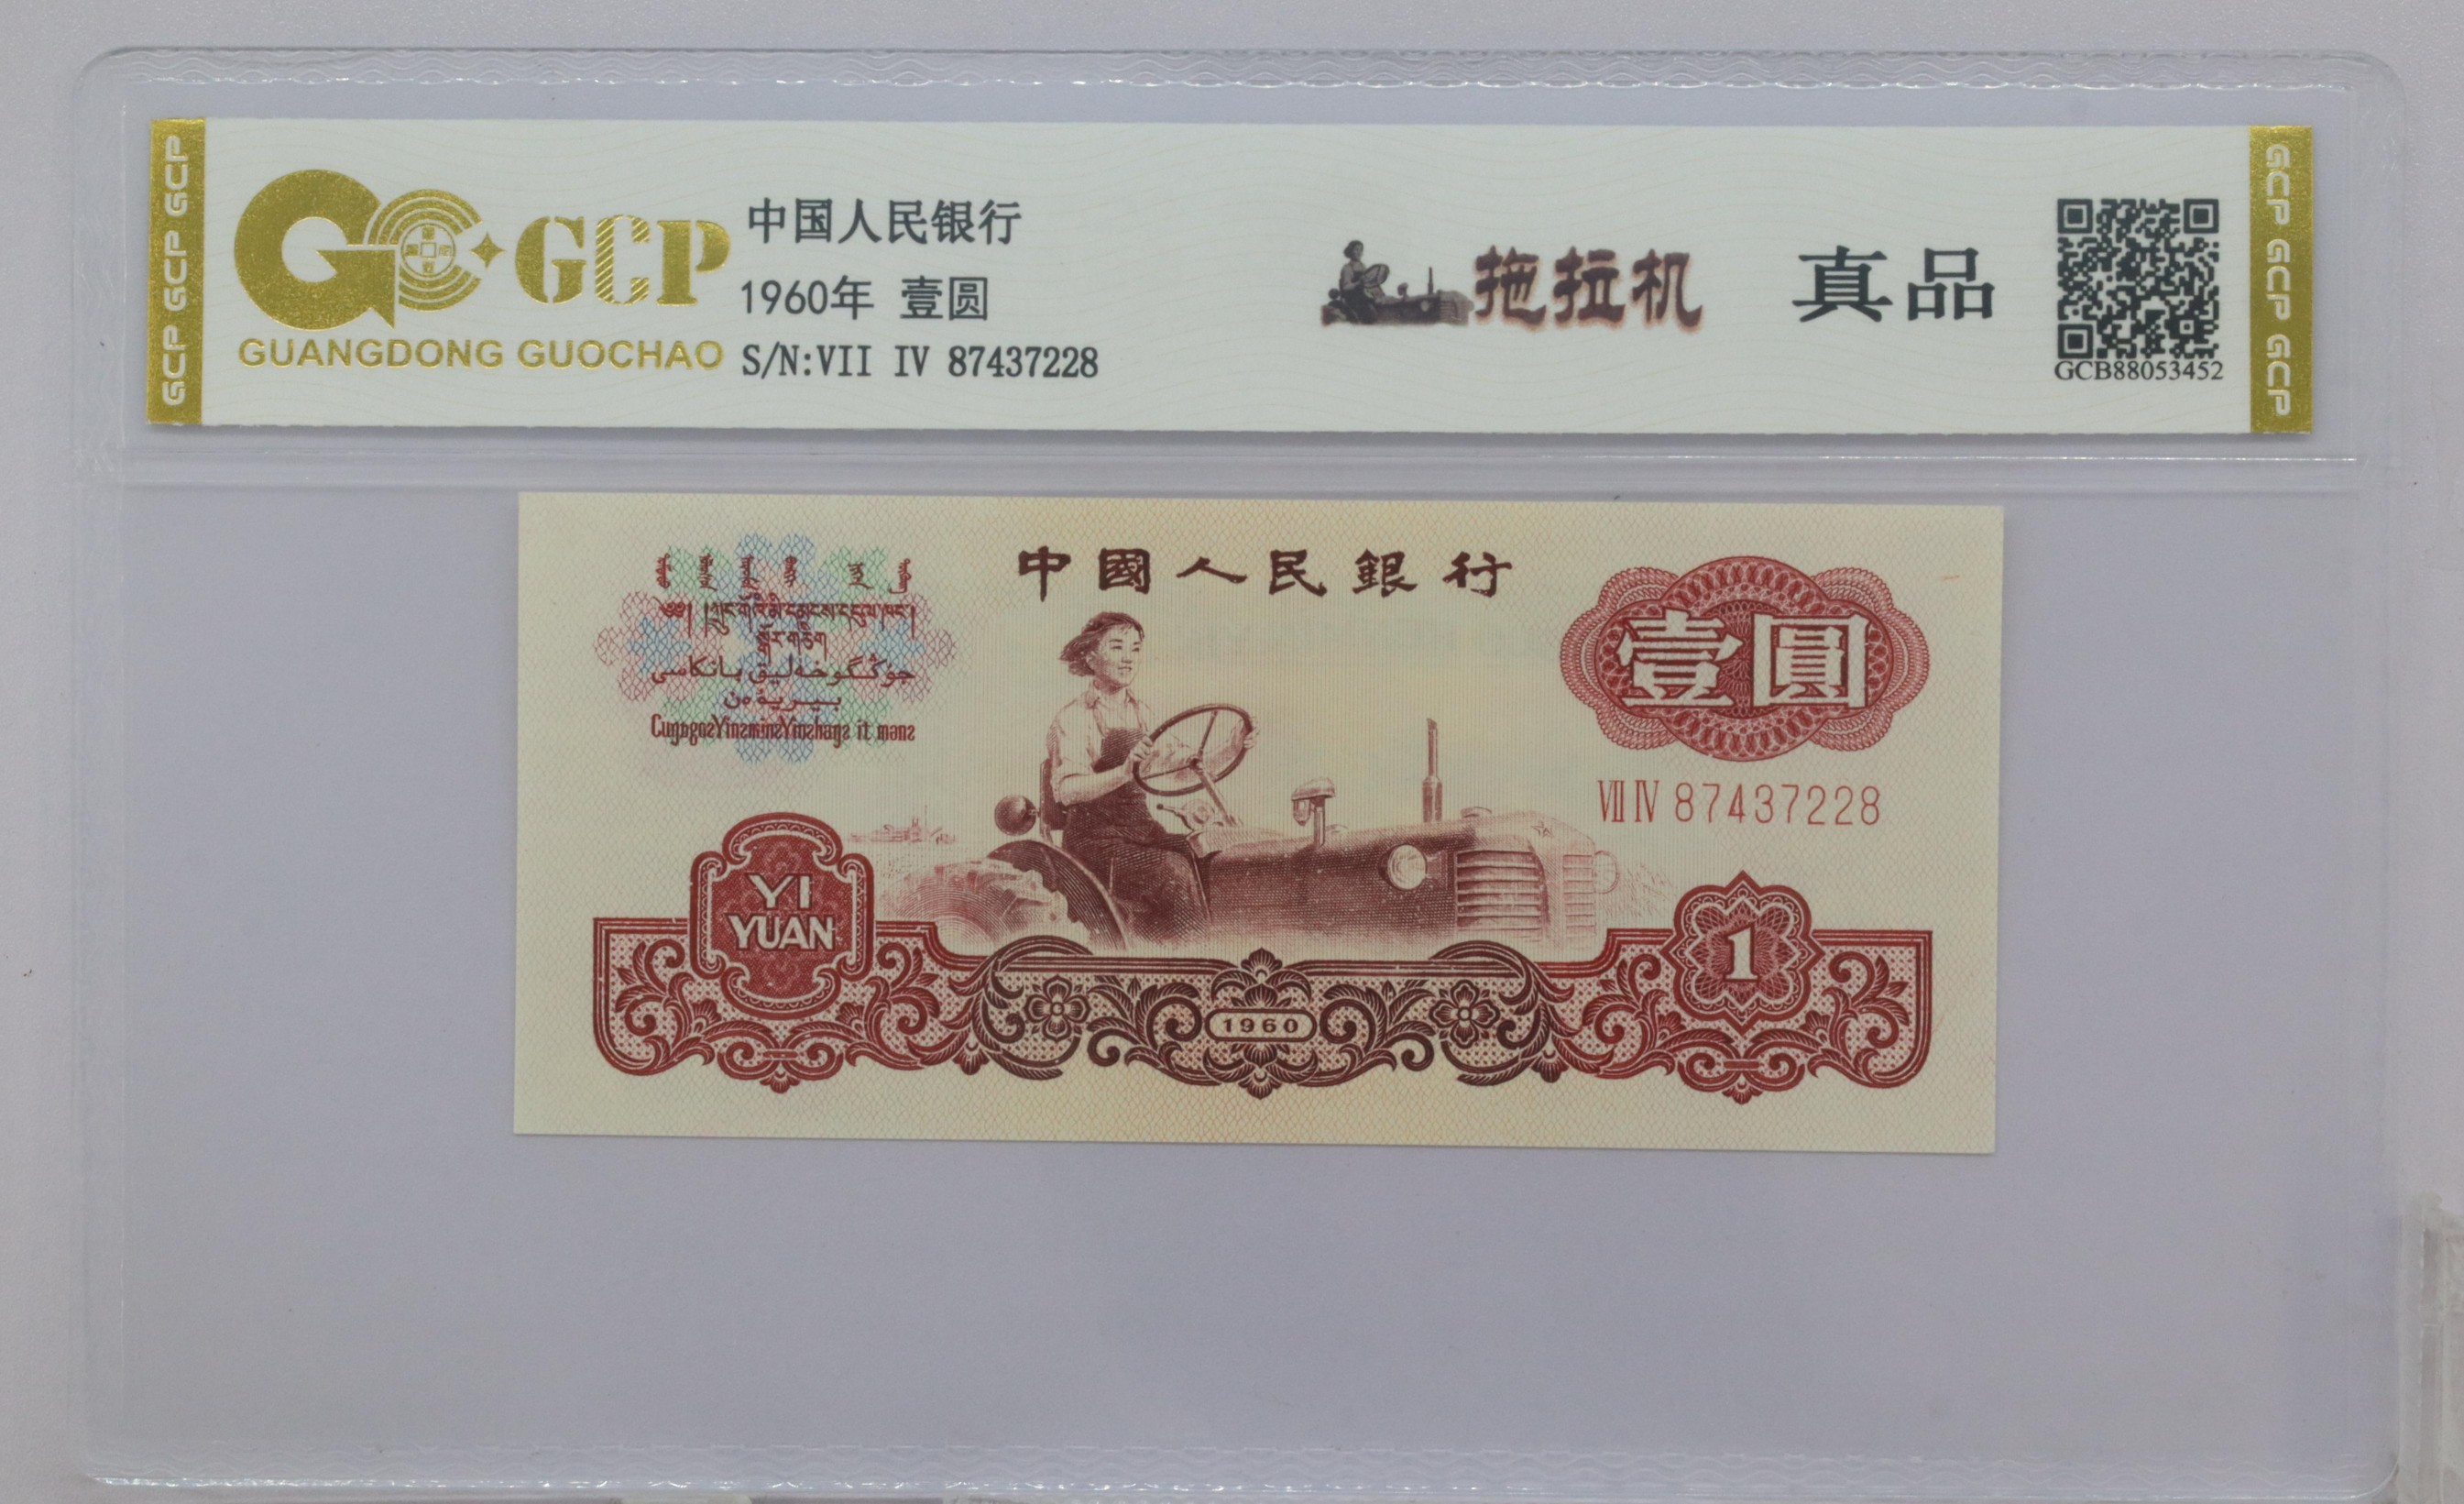 GCP GCP GCP
GCP
GUANGDONG GUOCHAO
中国人民银行
1960年 壹圆
S/N:VII IV 87437228
拖拉机
真品
GCB88053452
GCP GCP GCP
中國人民銀行
壹圓
VII IV 87437228
YI
YUAN
1960
1